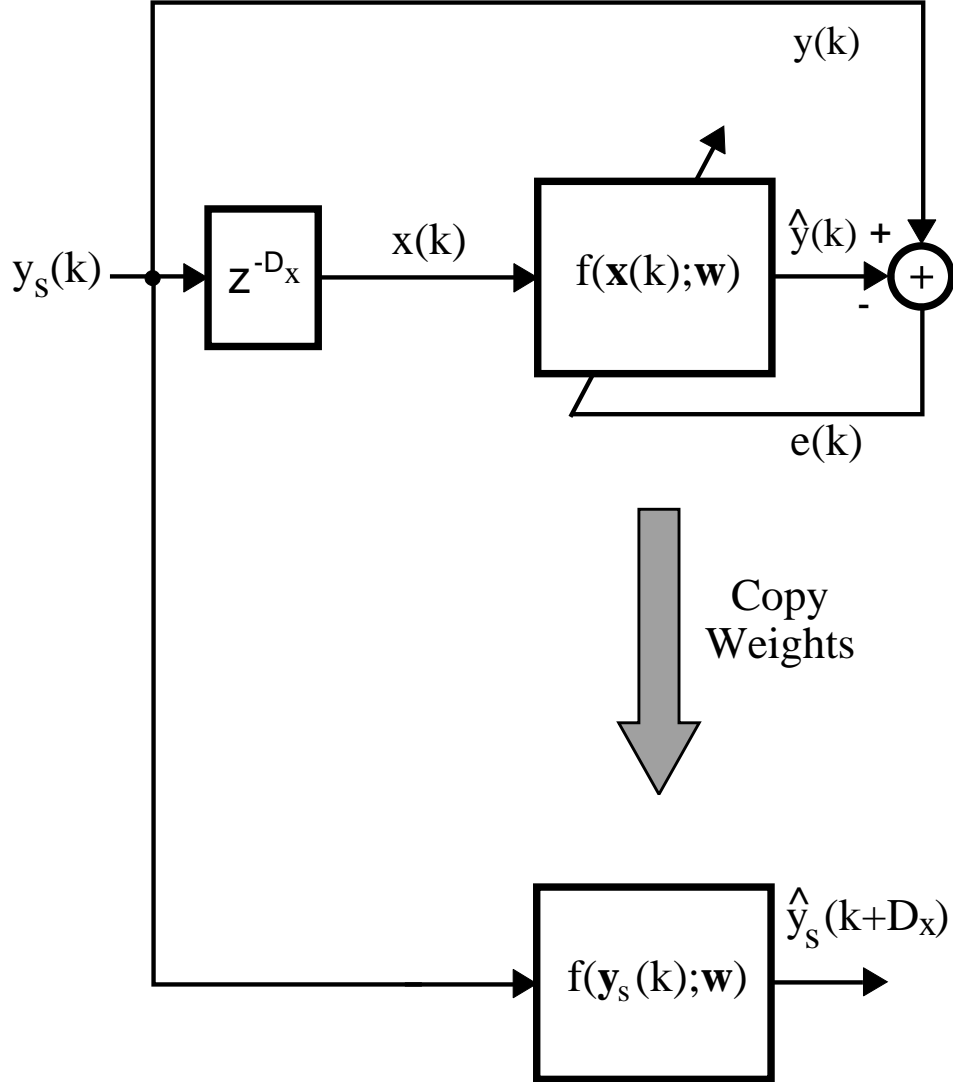 y(k)
y_s(k)
z^{-D_x}
x(k)
f(x(k);w)
ŷ(k)
+
-
+
e(k)
Copy
Weights
f(y_s(k);w)
ŷ_s(k+D_x)